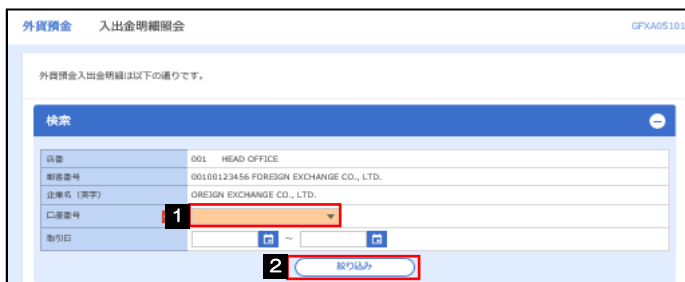 外貨預金 入出金明細照会 GFXA05101
外貨預金入出金明細は以下の通りです。
検索
店番 001 HEAD OFFICE
顧客番号 00100123456 FOREIGN EXCHANGE CO., LTD.
企業名（英字） OREIGN EXCHANGE CO., LTD.
口座番号 1
取引日 ~
2 絞り込み